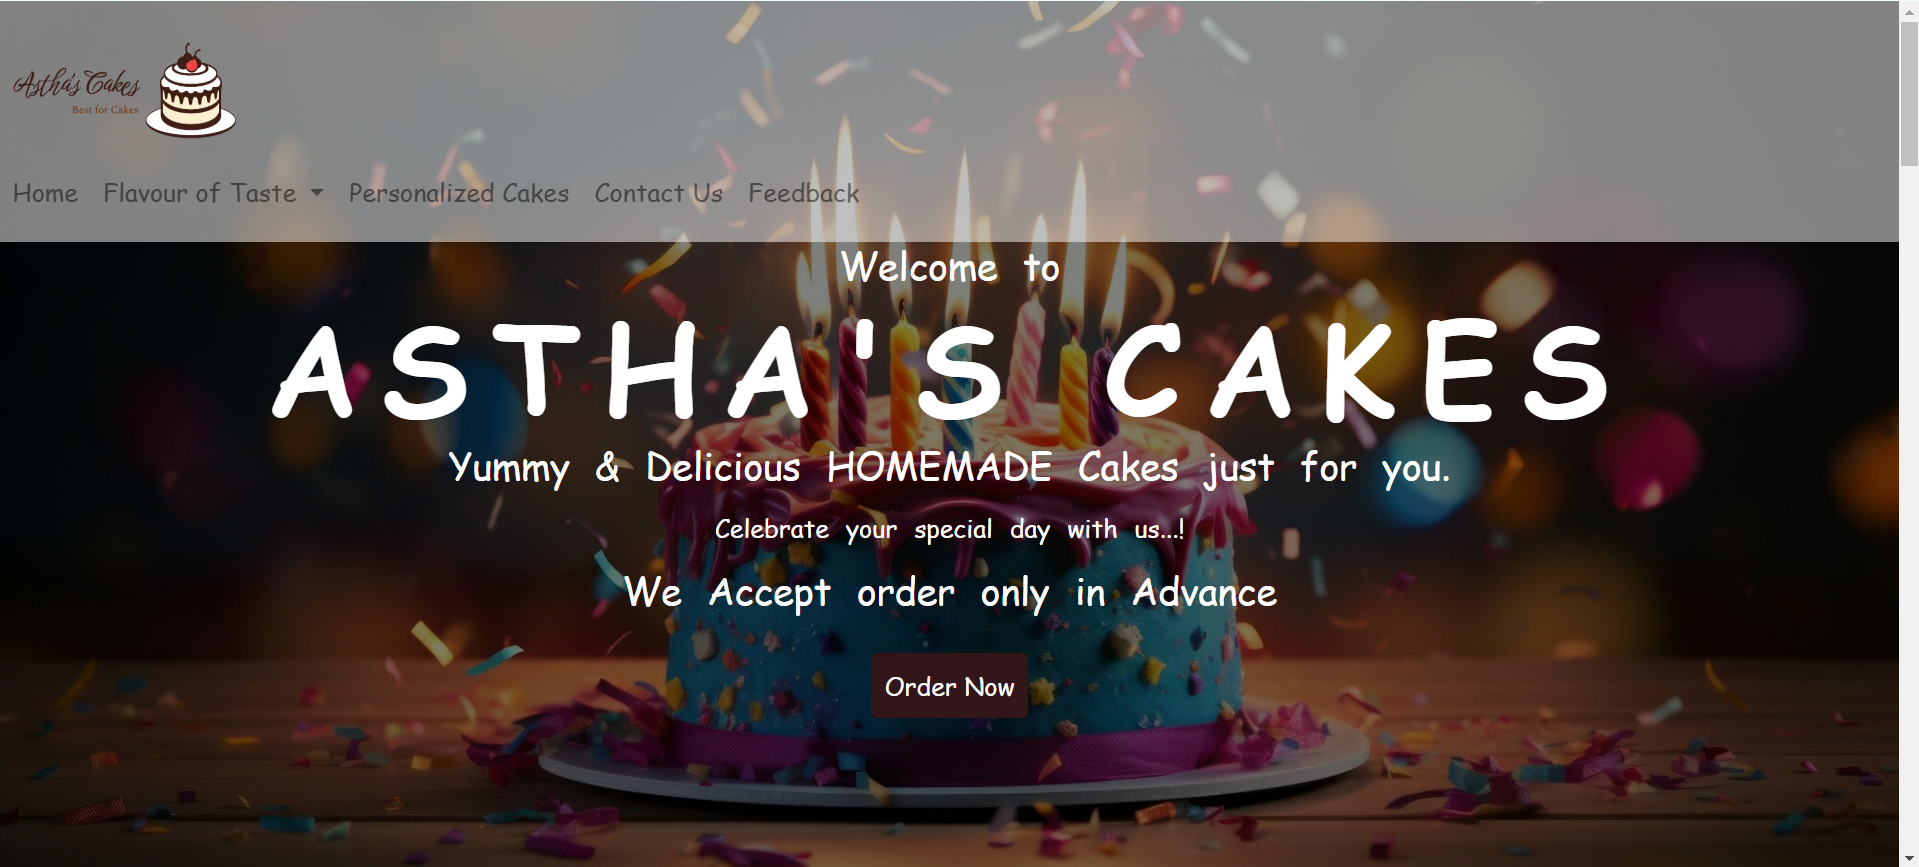 Astha's Cakes
Best for Cakes
Home Flavour of Taste Personalized Cakes Contact Us Feedback
Welcome to
ASTHA'S CAKES
Yummy & Delicious HOMEMADE Cakes just for you.
Celebrate your special day with us...!
We Accept order only in Advance
Order Now